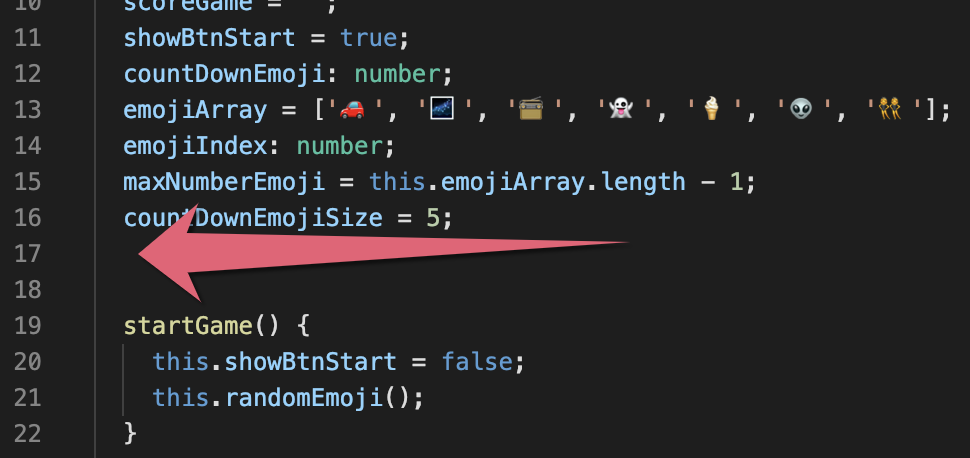 10 scoreGame = ' ';
11 showBtnStart = true;
12 countDownEmoji: number;
13 emojiArray = ['🚗', '🌌', '📻', '👻', '🍦', '👽', '👯'];
14 emojiIndex: number;
15 maxNumberEmoji = this.emojiArray.length - 1;
16 countDownEmojiSize = 5;
17
18
19 startGame() {
20 this.showBtnStart = false;
21 this.randomEmoji();
22 }